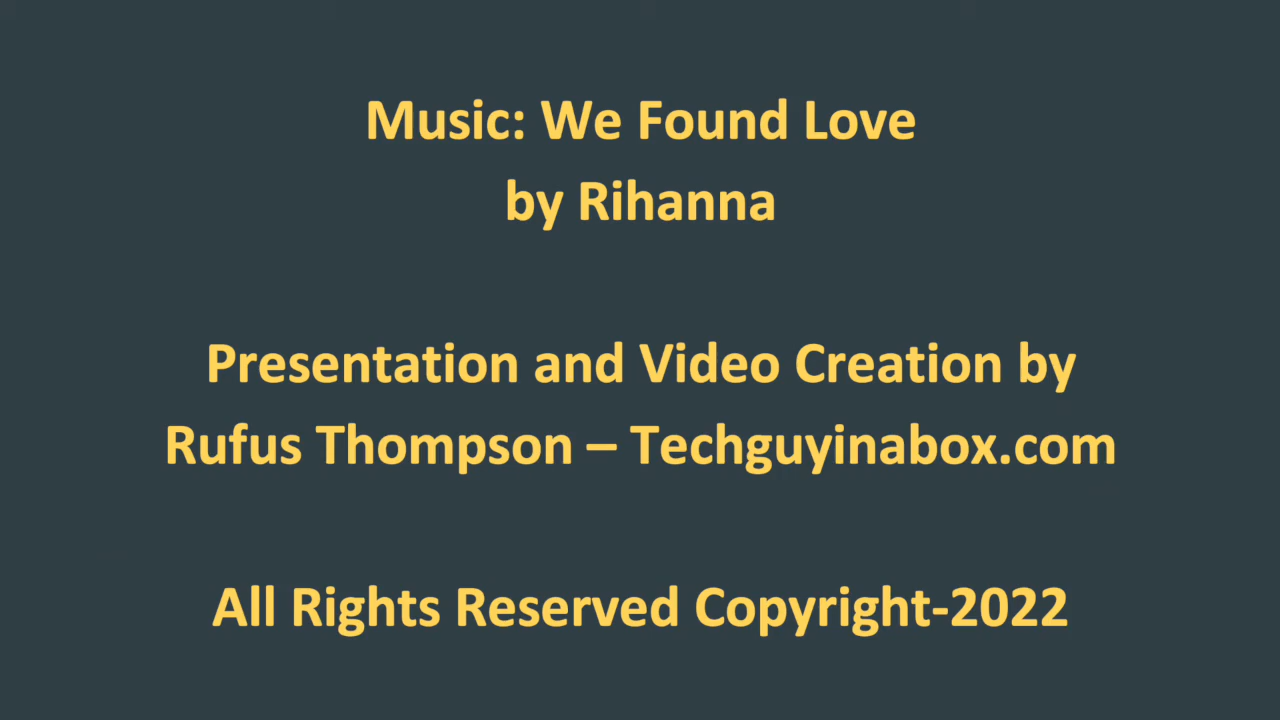 Music: We Found Love
by Rihanna
Presentation and Video Creation by
Rufus Thompson – Techguyinabox.com
All Rights Reserved Copyright-2022